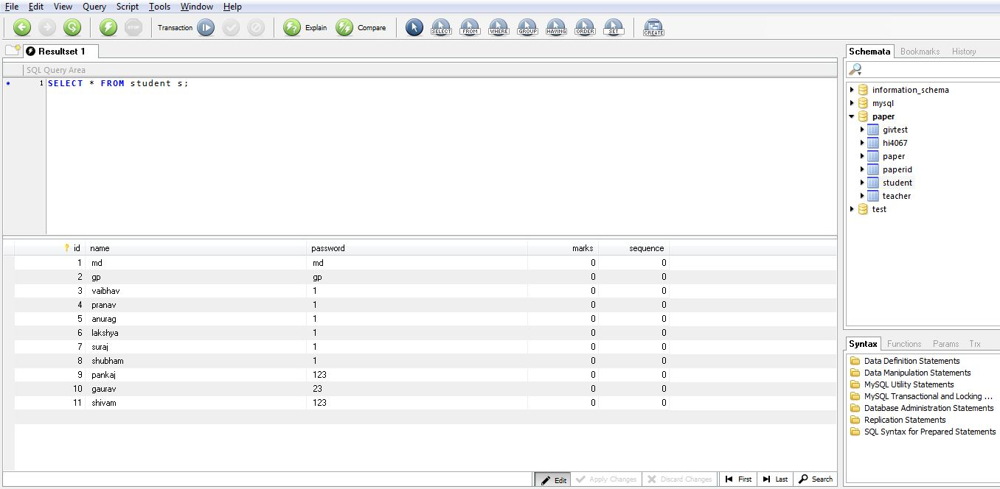 File Edit View Query Script Tools Window Help
STOP Transaction Explain Compare SELECT FROM WHERE GROUP HAVING ORDER SET CREATE
Resultset 1
SQL Query Area
1 SELECT * FROM student s;
id name password marks sequence
1 md md 0 0
2 gp gp 0 0
3 vaibhav 1 0 0
4 pranav 1 0 0
5 anurag 1 0 0
6 lakshya 1 0 0
7 suraj 1 0 0
8 shubham 1 0 0
9 pankaj 123 0 0
10 gaurav 23 0 0
11 shivam 123 0 0
Edit Apply Changes Discard Changes First Last Search
Schemata Bookmarks History
information_schema
mysql
paper
givtest
hi4067
paper
paperid
student
teacher
test
Syntax Functions Params Trx
Data Definition Statements
Data Manipulation Statements
MySQL Utility Statements
MySQL Transactional and Locking ...
Database Administration Statements
Replication Statements
SQL Syntax for Prepared Statements